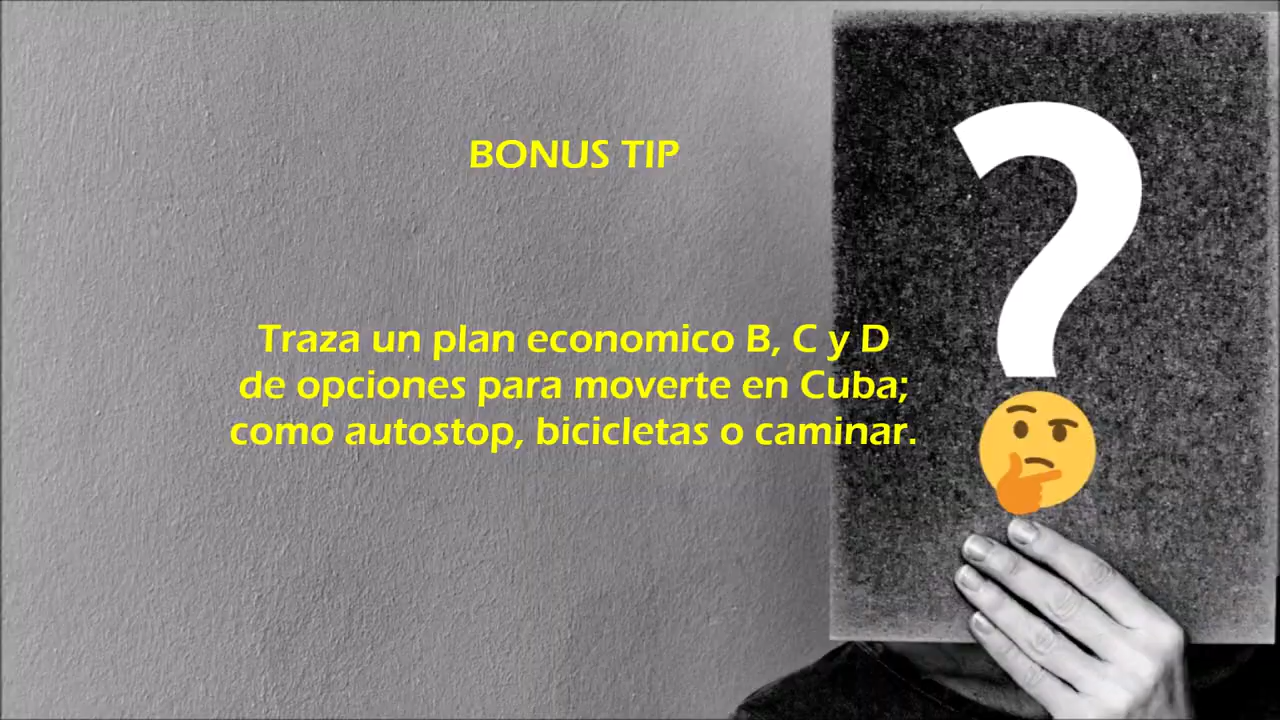 BONUS TIP
Traza un plan economico B, C y D
de opciones para moverte en Cuba;
como autostop, bicicletas o caminar.
?